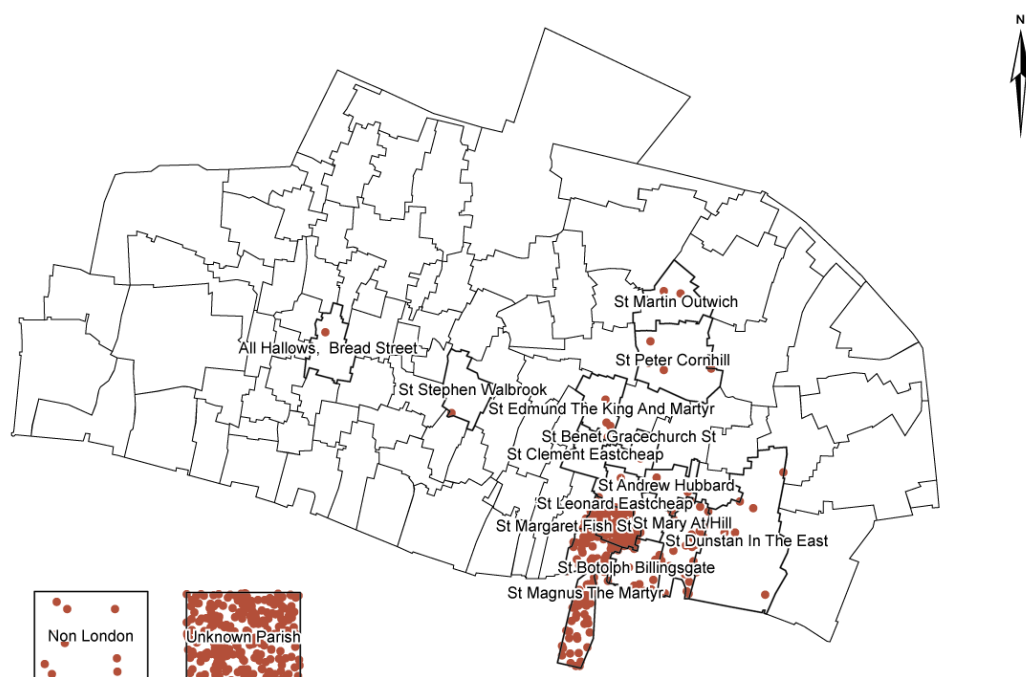 N
St Martin Outwich
All Hallows, Bread Street
St Peter Cornhill
St Stephen Walbrook
St Edmund The King And Martyr
St Benet Gracechurch St
St Clement Eastcheap
St Andrew Hubbard
St Leonard Eastcheap
St Margaret Fish St
St Mary At Hill
St Dunstan In The East
St Botolph Billingsgate
St Magnus The Martyr
Non London
Unknown Parish